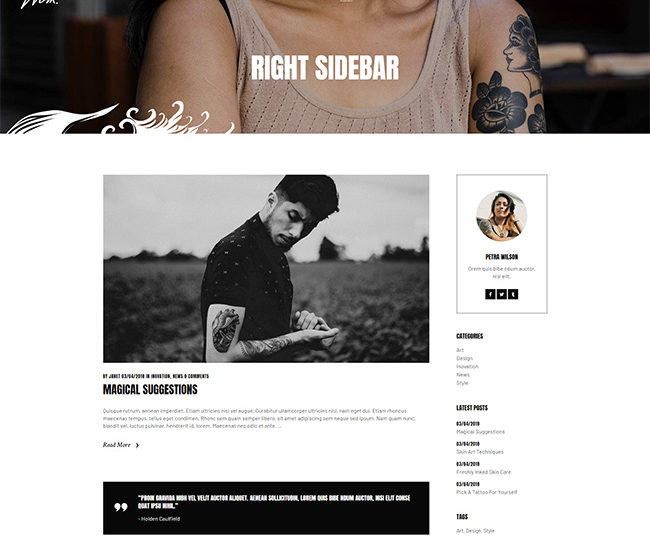 RIGHT SIDEBAR
BY JANET 03/04/2019 IN INOVATION, NEWS 0 COMMENTS
MAGICAL SUGGESTIONS
Quisque rutrum, aenean imperdiet. Etiam ultricies nisi vel augue. Curabitur ullamcorper ultricies nisi, nam eget dui. Etiam rhoncus
maecenas tempus, tellus eget condimen. Rhonc sem quam semper libero, sit amet adipiscing sem neque sed ipsum. Nam quam nunc,
blandit vel, luctus pulvinar, hendrerit id, lorem. Maecenas nec odio et ante. ...
Read More
"PROIN GRAVIDA NIBH VEL VELIT AUCTOR ALIQUET. AENEAN SOLLICITUDIN, LOREM QUIS BIBE NDUM AUCTOR, NISI ELIT CONSE
QUAT IPSU NIHIL."
- Holden Caulfield
PETRA WILSON
Orem quis bibe ndum auctor,
nisi elit.
CATEGORIES
Art
Design
Inovation
News
Style
LATEST POSTS
03/04/2019
Magical Suggestions
03/04/2019
Skin Art Techniques
03/04/2019
Freshly Inked Skin Care
03/04/2019
Pick A Tattoo For Yourself
TAGS
Art, Design, Style